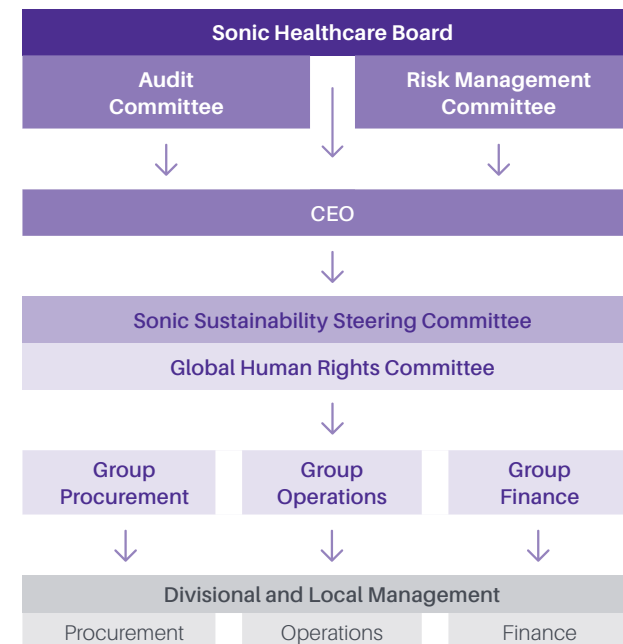 Sonic Healthcare Board
Audit
Committee
Risk Management
Committee
CEO
Sonic Sustainability Steering Committee
Global Human Rights Committee
Group
Procurement
Group
Operations
Group
Finance
Divisional and Local Management
Procurement
Operations
Finance